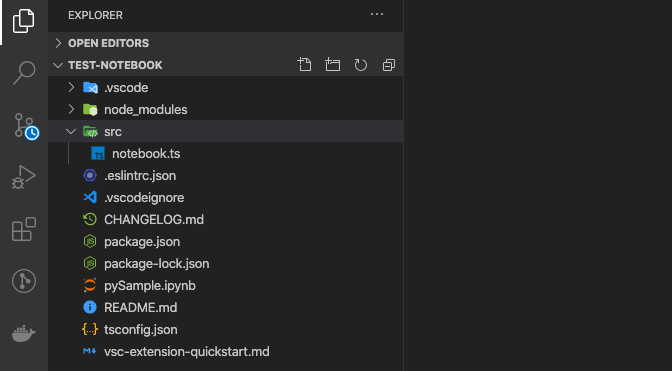 EXPLORER
OPEN EDITORS
TEST-NOTEBOOK
.vscode
node_modules
src
TS notebook.ts
.eslintrc.json
.vscodeignore
CHANGELOG.md
package.json
package-lock.json
pySample.ipynb
README.md
tsconfig.json
vsc-extension-quickstart.md